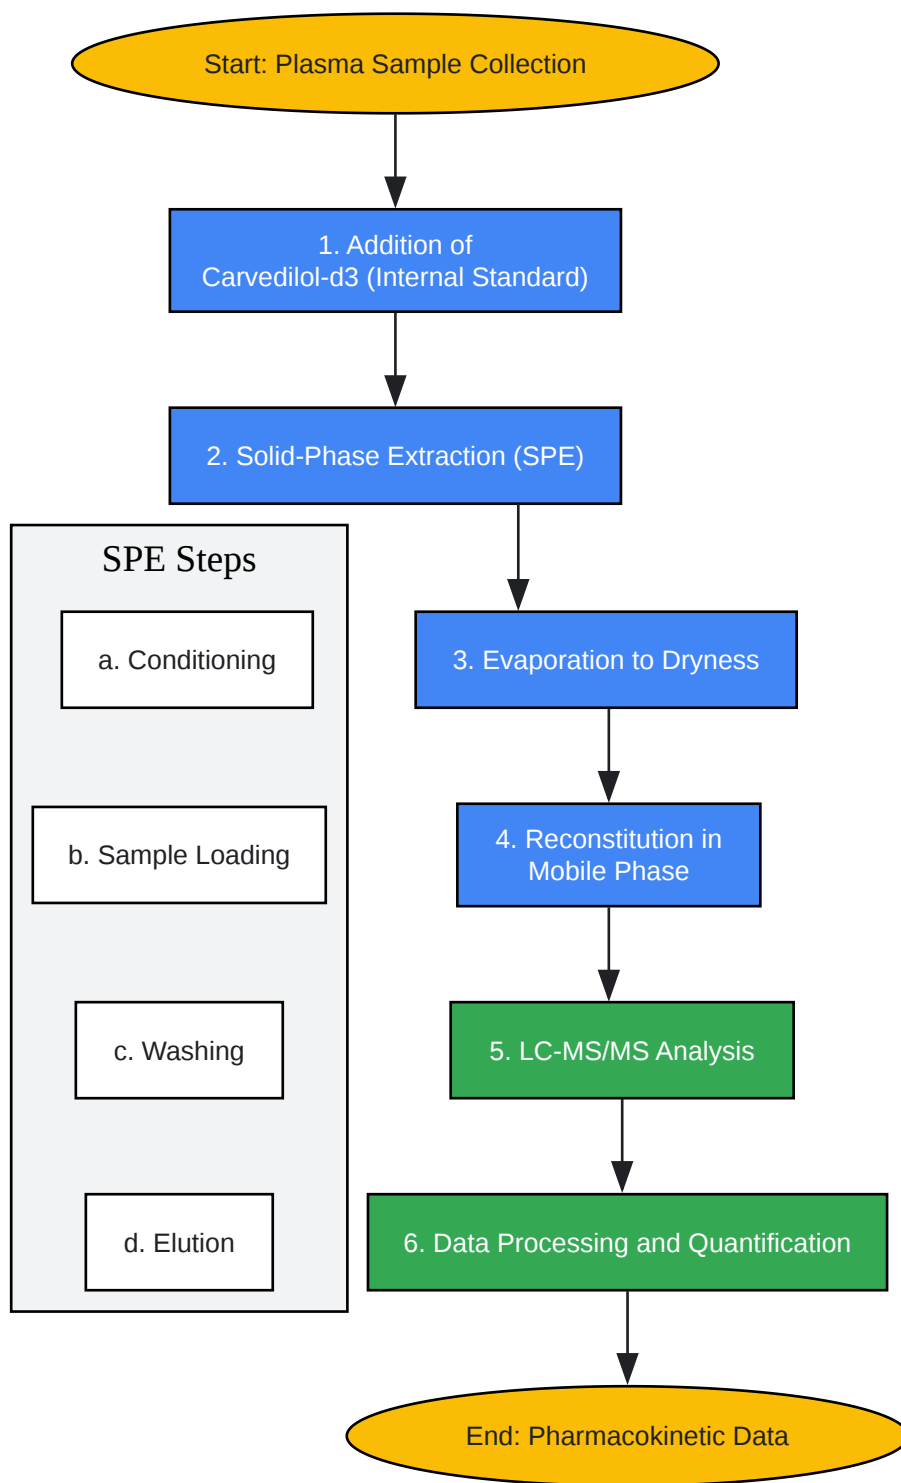 Start: Plasma Sample Collection
1. Addition of
Carvedilol-d3 (Internal Standard)
2. Solid-Phase Extraction (SPE)
SPE Steps
a. Conditioning
b. Sample Loading
c. Washing
d. Elution
3. Evaporation to Dryness
4. Reconstitution in
Mobile Phase
5. LC-MS/MS Analysis
6. Data Processing and Quantification
End: Pharmacokinetic Data